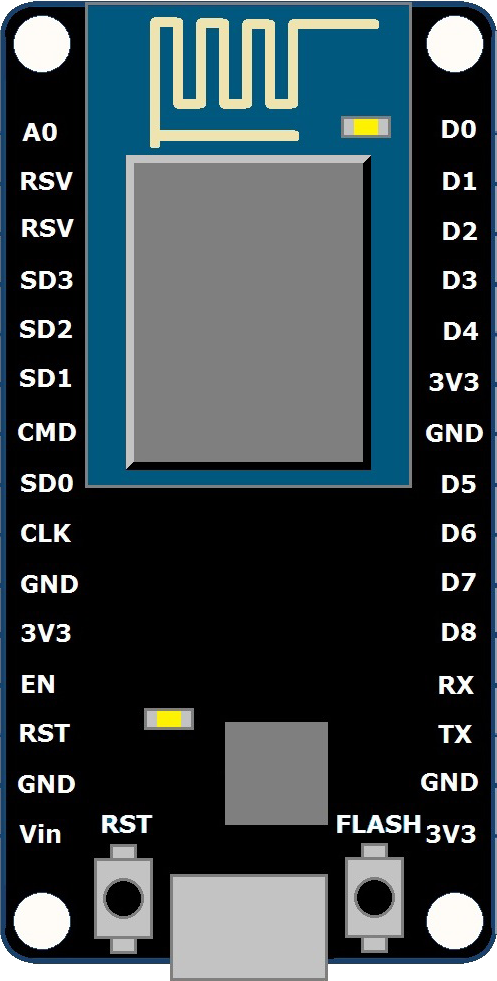 A0
RSV
RSV
SD3
SD2
SD1
CMD
SD0
CLK
GND
3V3
EN
RST
GND
Vin
D0
D1
D2
D3
D4
3V3
GND
D5
D6
D7
D8
RX
TX
GND
3V3
RST
FLASH